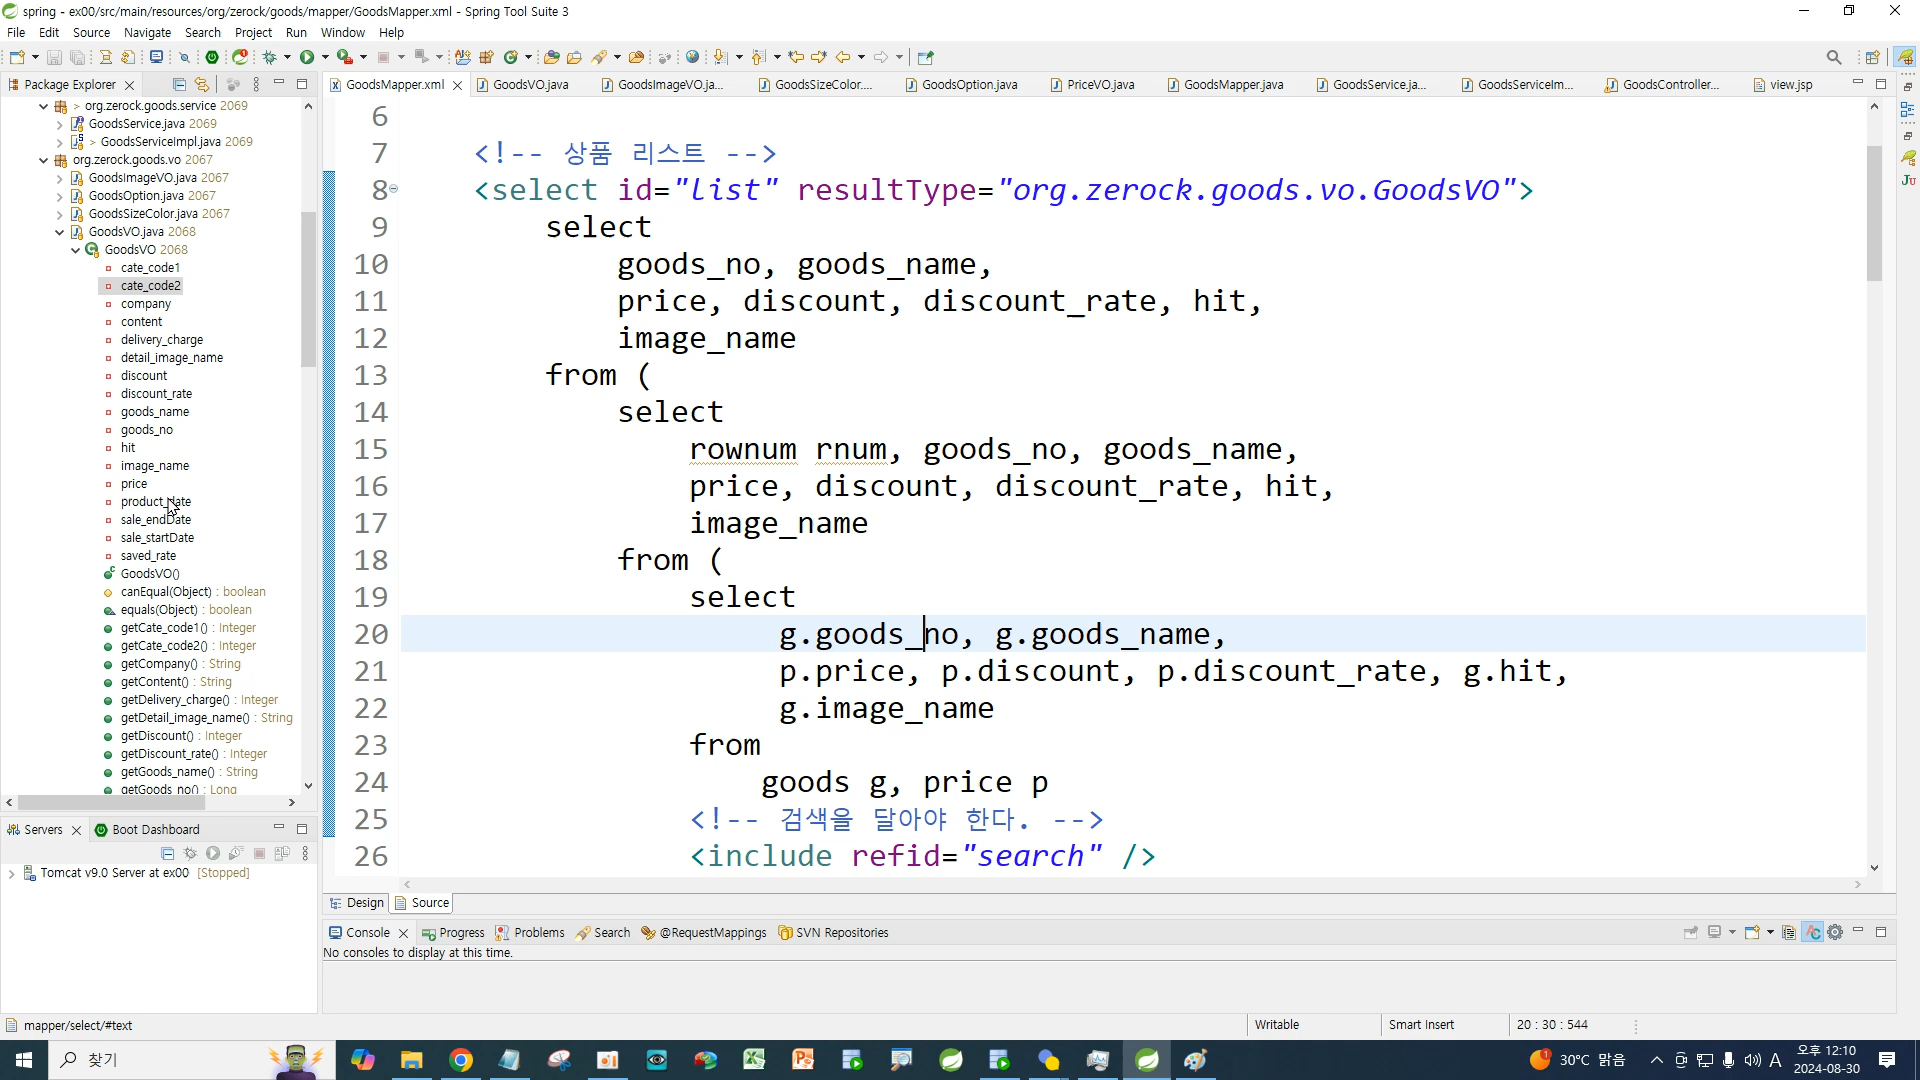 spring - ex00/src/main/resources/org/zerock/goods/mapper/GoodsMapper.xml - Spring Tool Suite 3
File Edit Source Navigate Search Project Run Window Help
Package Explorer
GoodsMapper.xml GoodsVO.java GoodsImageVO.ja... GoodsSizeColor.... GoodsOption.java PriceVO.java GoodsMapper.java GoodsService.ja... GoodsServiceIm... GoodsController... view.jsp
> org.zerock.goods.service 2069
GoodsService.java 2069
> GoodsServiceImpl.java 2069
org.zerock.goods.vo 2067
GoodsImageVO.java 2067
GoodsOption.java 2067
GoodsSizeColor.java 2067
GoodsVO.java 2068
GoodsVO 2068
cate_code1
cate_code2
company
content
delivery_charge
detail_image_name
discount
discount_rate
goods_name
goods_no
hit
image_name
price
product_date
sale_endDate
sale_startDate
saved_rate
GoodsVO()
canEqual(Object) : boolean
equals(Object) : boolean
getCate_code1() : Integer
getCate_code2() : Integer
getCompany() : String
getContent() : String
getDelivery_charge() : Integer
getDetail_image_name() : String
getDiscount() : Integer
getDiscount_rate() : Integer
getGoods_name() : String
getGoods_no() : Long
6
7 <!-- 상품 리스트 -->
8 <select id="list" resultType="org.zerock.goods.vo.GoodsVO">
9 select
10 goods_no, goods_name,
11 price, discount, discount_rate, hit,
12 image_name
13 from (
14 select
15 rownum rnum, goods_no, goods_name,
16 price, discount, discount_rate, hit,
17 image_name
18 from (
19 select
20 g.goods_no, g.goods_name,
21 p.price, p.discount, p.discount_rate, g.hit,
22 g.image_name
23 from
24 goods g, price p
25 <!-- 검색을 달아야 한다. -->
26 <include refid="search" />
Design Source
Servers Boot Dashboard
Tomcat v9.0 Server at ex00 [Stopped]
Console Progress Problems Search @RequestMappings SVN Repositories
No consoles to display at this time.
mapper/select/#text
Writable Smart Insert 20 : 30 : 544
찾기
30°C 맑음 A 오후 12:10
2024-08-30